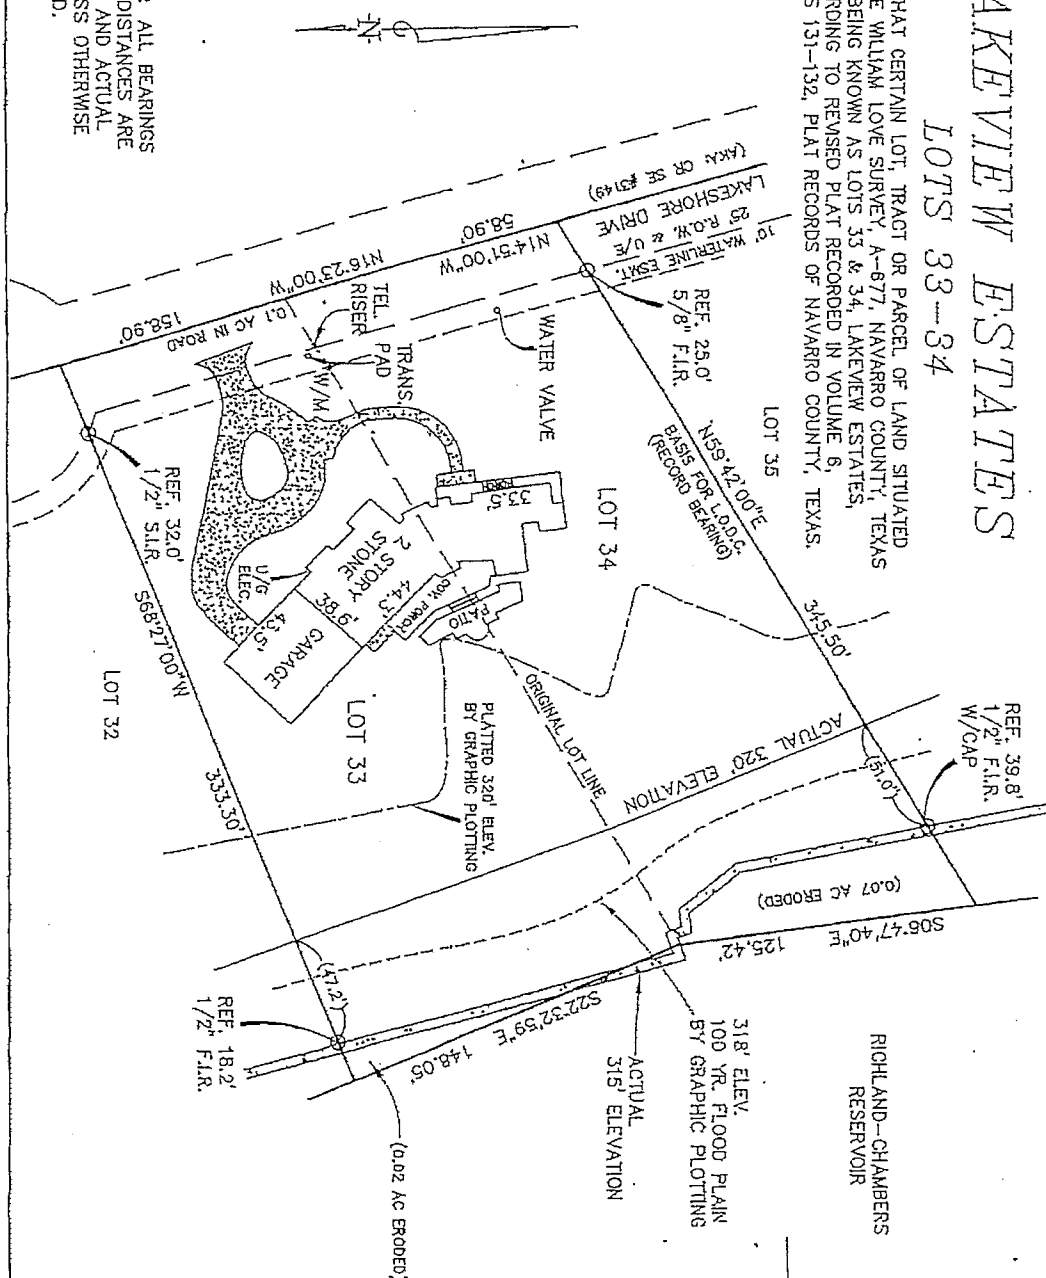 AKEVIEW ESTATES
LOTS 33-34
HAT CERTAIN LOT, TRACT OR PARCEL OF LAND SITUATED
E WILLIAM LOVE SURVEY, A-677, NAVARRO COUNTY, TEXAS
BEING KNOWN AS LOTS 33 & 34, LAKEVIEW ESTATES,
RDING TO REVISED PLAT RECORDED IN VOLUME 6,
S 131-132, PLAT RECORDS OF NAVARRO COUNTY, TEXAS.
-N-
: ALL BEARINGS
DISTANCES ARE
AND ACTUAL
SS OTHERWISE
D.
(AKA: CR SE #3149)
LAKESHORE DRIVE
25' R.O.W. & U/E
10' WATERLINE ESMT.
REF. 25.0'
5/8" F.I.R.
LOT 35
N59°42'00"E
BASIS FOR L.O.D.C.
(RECORD BEARING)
345.50'
REF. 39.8'
1/2" F.I.R.
W/CAP
(51.0')
58.90'
N14°51'00"W
N16°23'00"W
158.90'
(0.1 AC IN ROAD
TEL.
RISER
TRANS.
PAD
W/M
WATER VALVE
LOT 34
PORCH
33.5'
2 STORY
STONE
U/G
ELEC.
38.9'
44.3'
COV. PORCH
PATIO
43.5'
GARAGE
ORIGINAL LOT LINE
ACTUAL 320' ELEVATION
PLATTED 320' ELEV.
BY GRAPHIC PLOTTING
LOT 33
REF. 32.0'
1/2" S.I.R.
S68°27'00"W
333.30'
LOT 32
(47.2')
REF. 18.2'
1/2" F.I.R.
(0.07 AC ERODED)
S06°47'40"E
125.42'
S22°32'59"E
148.05'
RICHLAND-CHAMBERS
RESERVOIR
318' ELEV.
100 YR. FLOOD PLAIN
BY GRAPHIC PLOTTING
ACTUAL
315' ELEVATION
(0.02 AC ERODED)